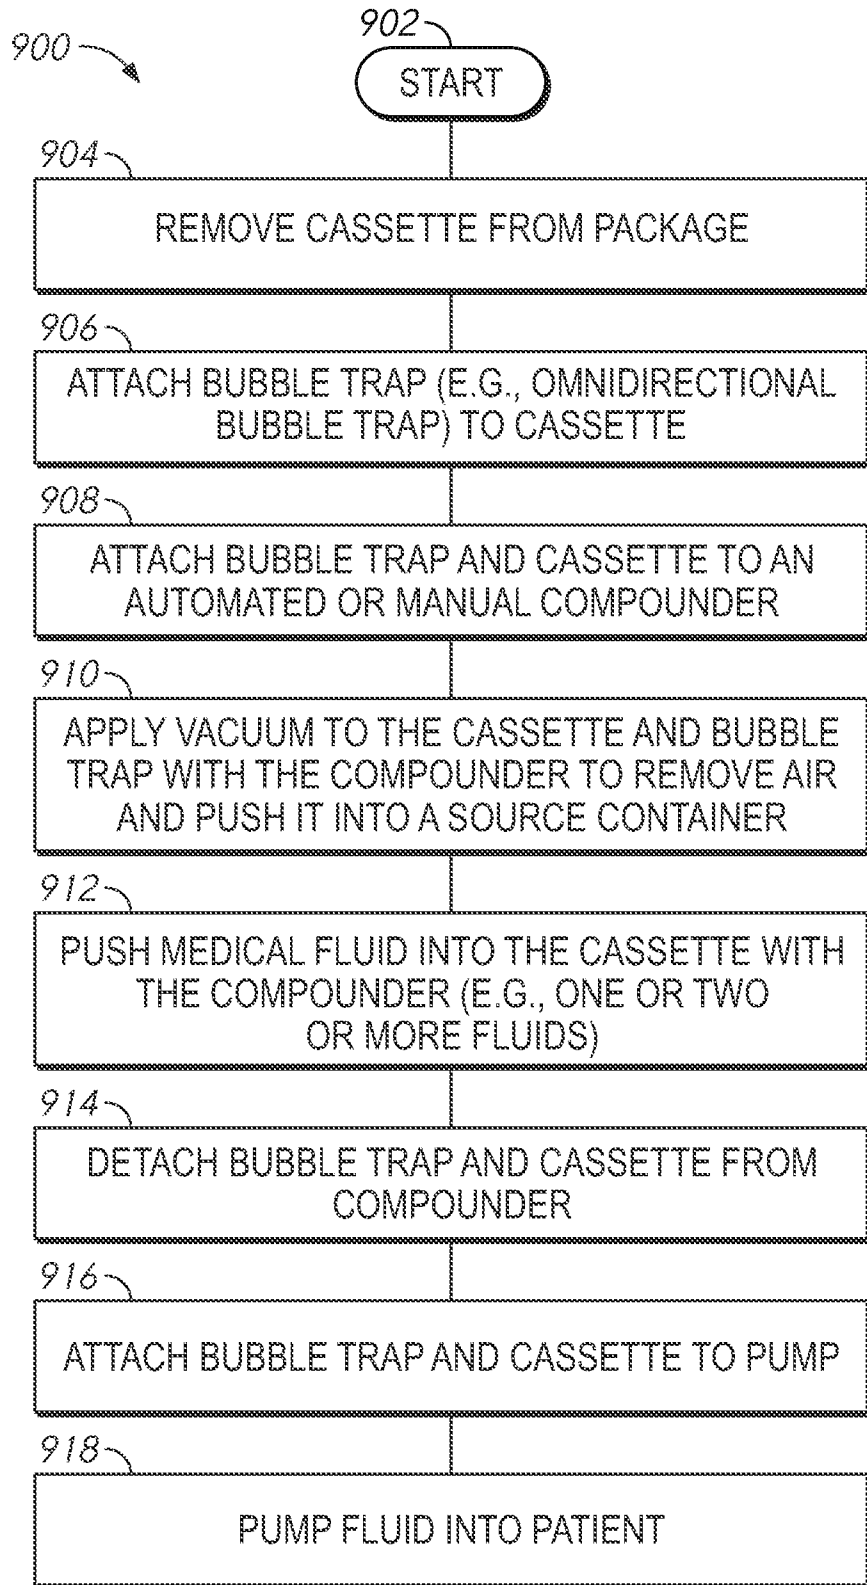 900
902
START
904
REMOVE CASSETTE FROM PACKAGE
906
ATTACH BUBBLE TRAP (E.G., OMNIDIRECTIONAL
BUBBLE TRAP) TO CASSETTE
908
ATTACH BUBBLE TRAP AND CASSETTE TO AN
AUTOMATED OR MANUAL COMPOUNDER
910
APPLY VACUUM TO THE CASSETTE AND BUBBLE
TRAP WITH THE COMPOUNDER TO REMOVE AIR
AND PUSH IT INTO A SOURCE CONTAINER
912
PUSH MEDICAL FLUID INTO THE CASSETTE WITH
THE COMPOUNDER (E.G., ONE OR TWO
OR MORE FLUIDS)
914
DETACH BUBBLE TRAP AND CASSETTE FROM
COMPOUNDER
916
ATTACH BUBBLE TRAP AND CASSETTE TO PUMP
918
PUMP FLUID INTO PATIENT